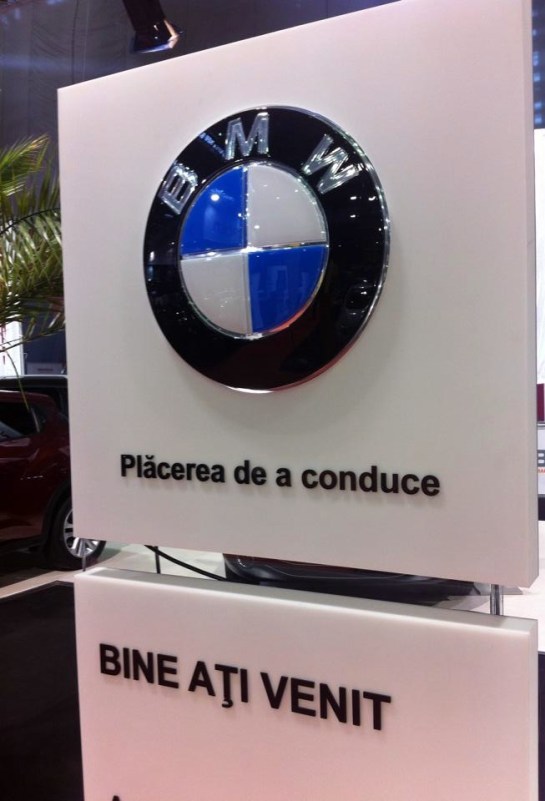 BMW
Plăcerea de a conduce
BINE AŢI VENIT